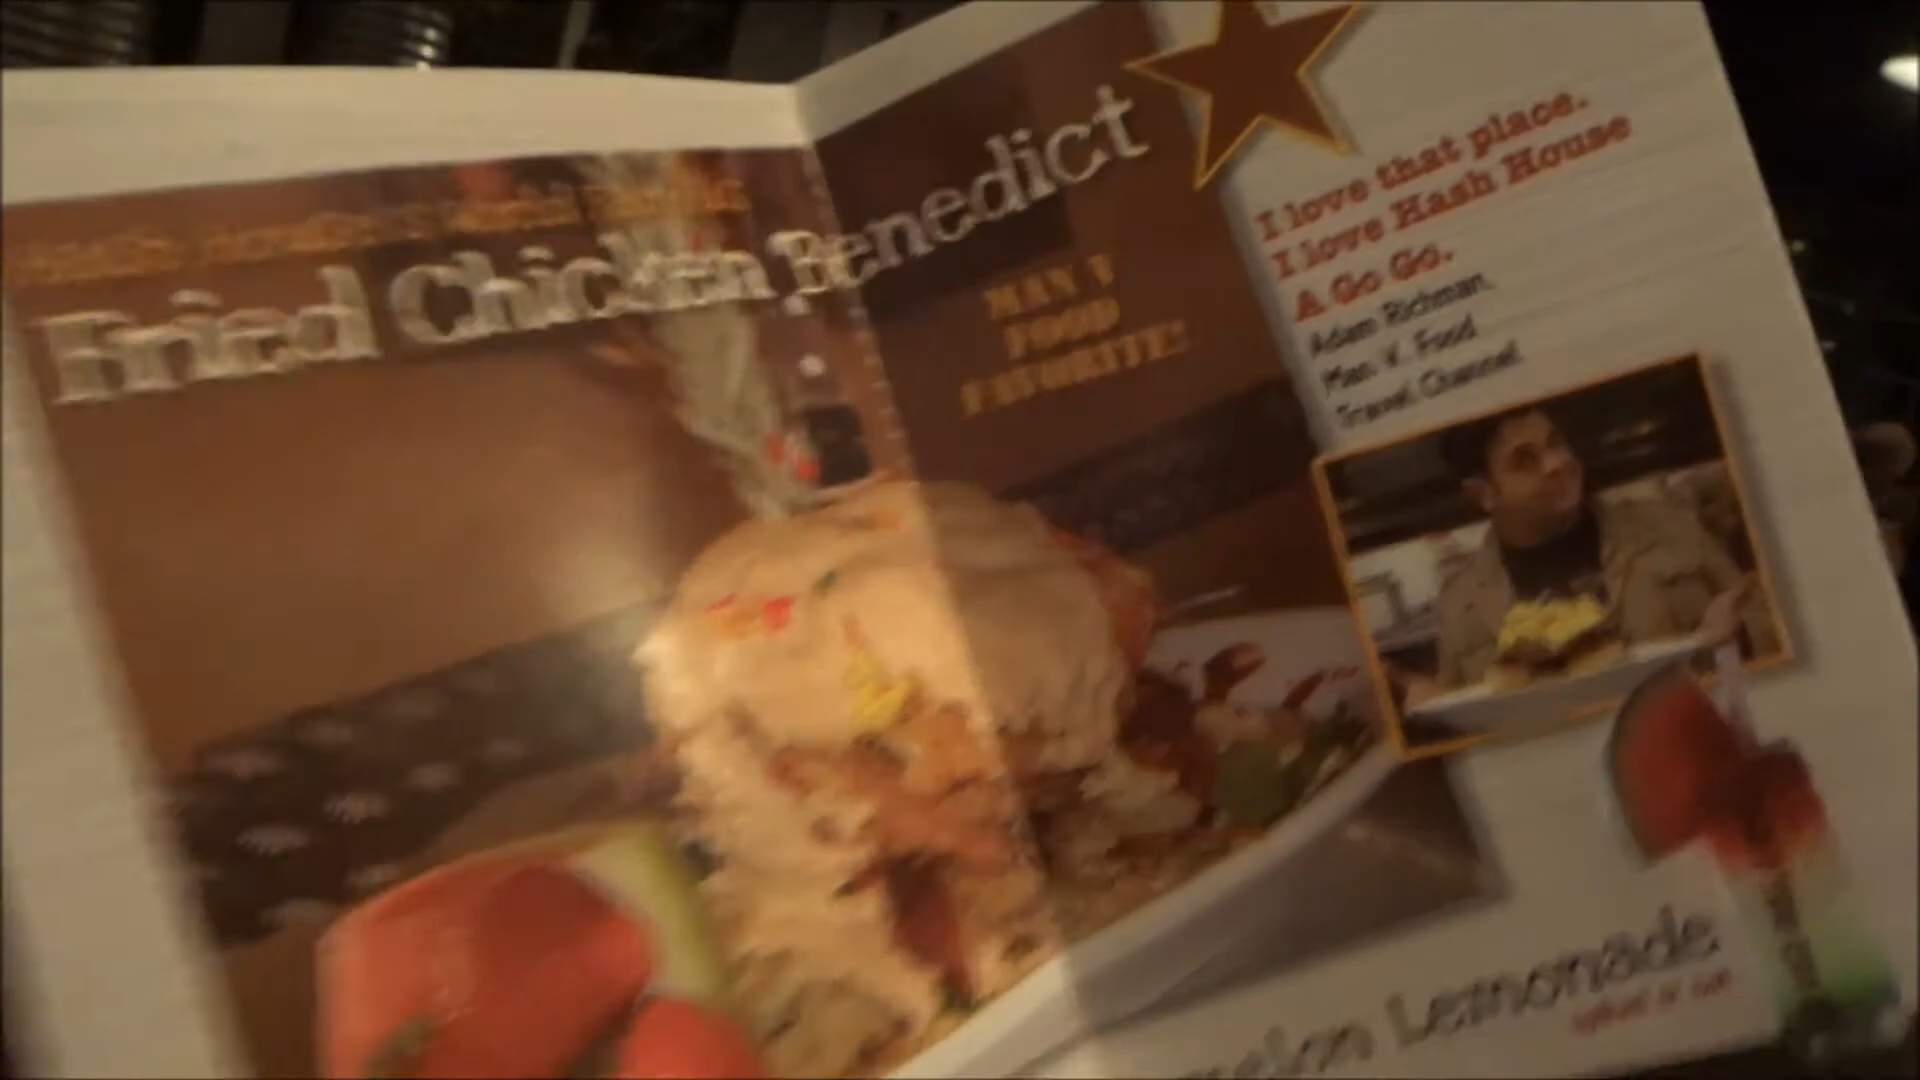 Fried Chicken Benedict
MAN V
FOOD
FAVORITE!
I love that place.
I love Hash House
A Go Go.
Adam Richman
Man V. Food
Travel Channel
Lemonade